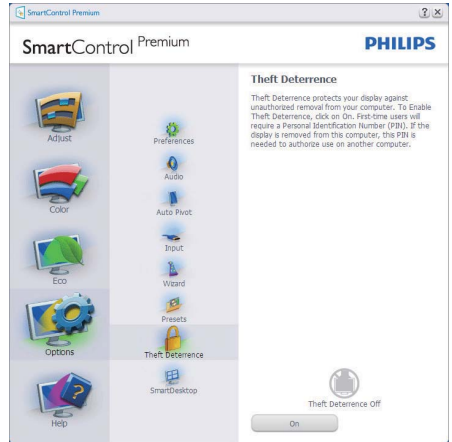 SmartControl Premium
? X
SmartControl Premium
PHILIPS
Adjust
Color
Eco
Options
Help
Preferences
Audio
Auto Pivot
Input
Wizard
Presets
Theft Deterrence
SmartDesktop
Theft Deterrence
Theft Deterrence protects your display against
unauthorized removal from your computer. To Enable
Theft Deterrence, click on On. First-time users will
require a Personal Identification Number (PIN). If the
display is removed from this computer, this PIN is
needed to authorize use on another computer.
Theft Deterrence Off
On